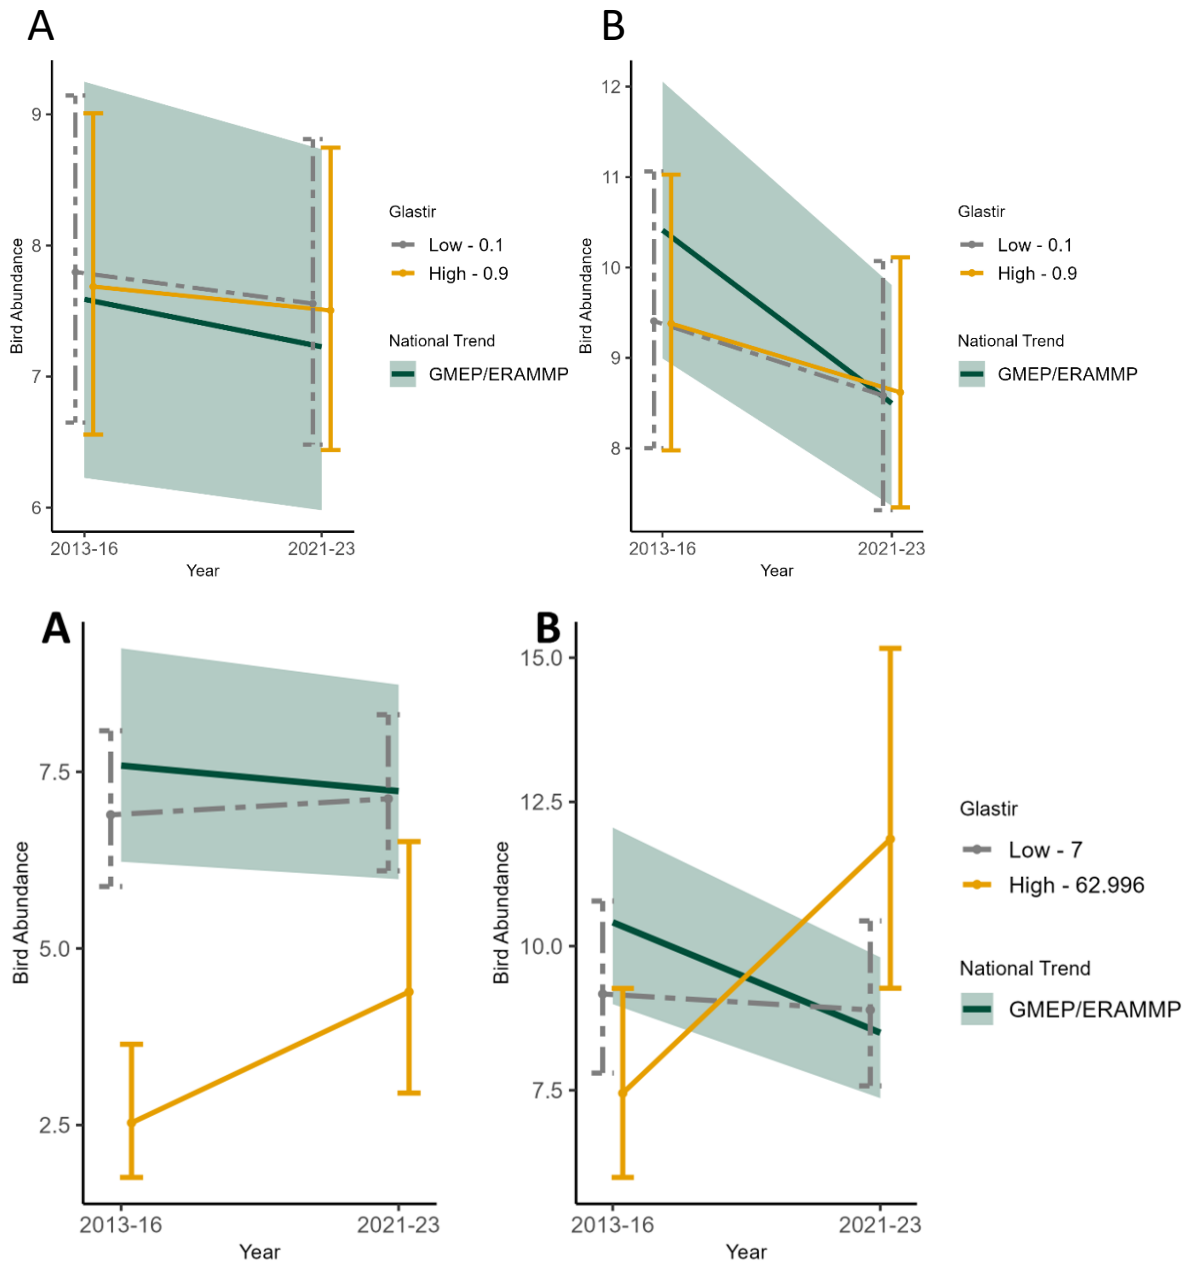 A
B
9
8
7
6
Bird Abundance
2013-16
2021-23
Year
Glastir
Low - 0.1
High - 0.9
National Trend
GMEP/ERAMMP
12
11
10
9
8
Bird Abundance
2013-16
2021-23
Year
Glastir
Low - 0.1
High - 0.9
National Trend
GMEP/ERAMMP
A
B
7.5
5.0
2.5
Bird Abundance
2013-16
2021-23
Year
15.0
12.5
10.0
7.5
Bird Abundance
2013-16
2021-23
Year
Glastir
Low - 7
High - 62.996
National Trend
GMEP/ERAMMP